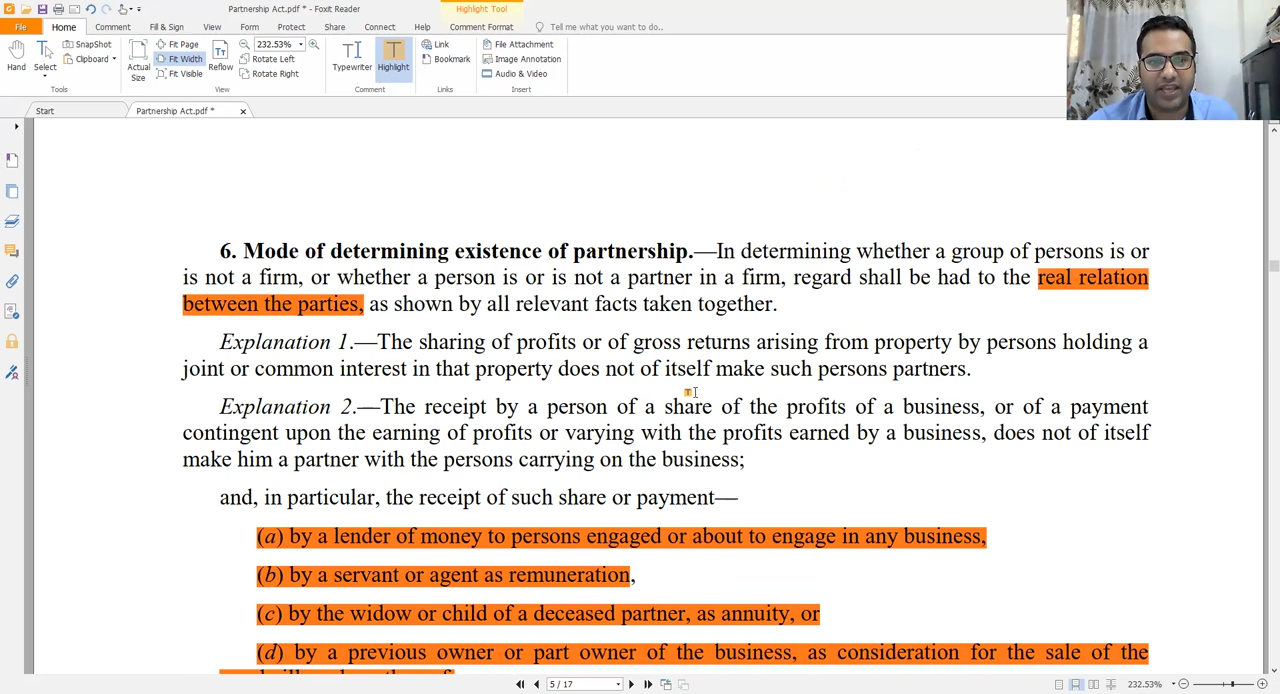 Partnership Act.pdf * - Foxit Reader
Highlight Tool
File Home Comment Fill & Sign View Form Protect Share Connect Help Extras Comment Format Tell me what you want to do..
Hand
Select
SnapShot
Clipboard
Tools
Actual Size
Fit Page
Fit Width
Fit Visible
Reflow
232.53%
Rotate Left
Rotate Right
View
Typewriter
Highlight
Comment
Link
Bookmark
Links
File Attachment
Image Annotation
Audio & Video
Insert
Start
Partnership Act.pdf *
6. Mode of determining existence of partnership.—In determining whether a group of persons is or
is not a firm, or whether a person is or is not a partner in a firm, regard shall be had to the real relation
between the parties, as shown by all relevant facts taken together.
Explanation 1.—The sharing of profits or of gross returns arising from property by persons holding a
joint or common interest in that property does not of itself make such persons partners.
Explanation 2.—The receipt by a person of a share of the profits of a business, or of a payment
contingent upon the earning of profits or varying with the profits earned by a business, does not of itself
make him a partner with the persons carrying on the business;
and, in particular, the receipt of such share or payment—
(a) by a lender of money to persons engaged or about to engage in any business,
(b) by a servant or agent as remuneration,
(c) by the widow or child of a deceased partner, as annuity, or
(d) by a previous owner or part owner of the business, as consideration for the sale of the
5 / 17
232.53%